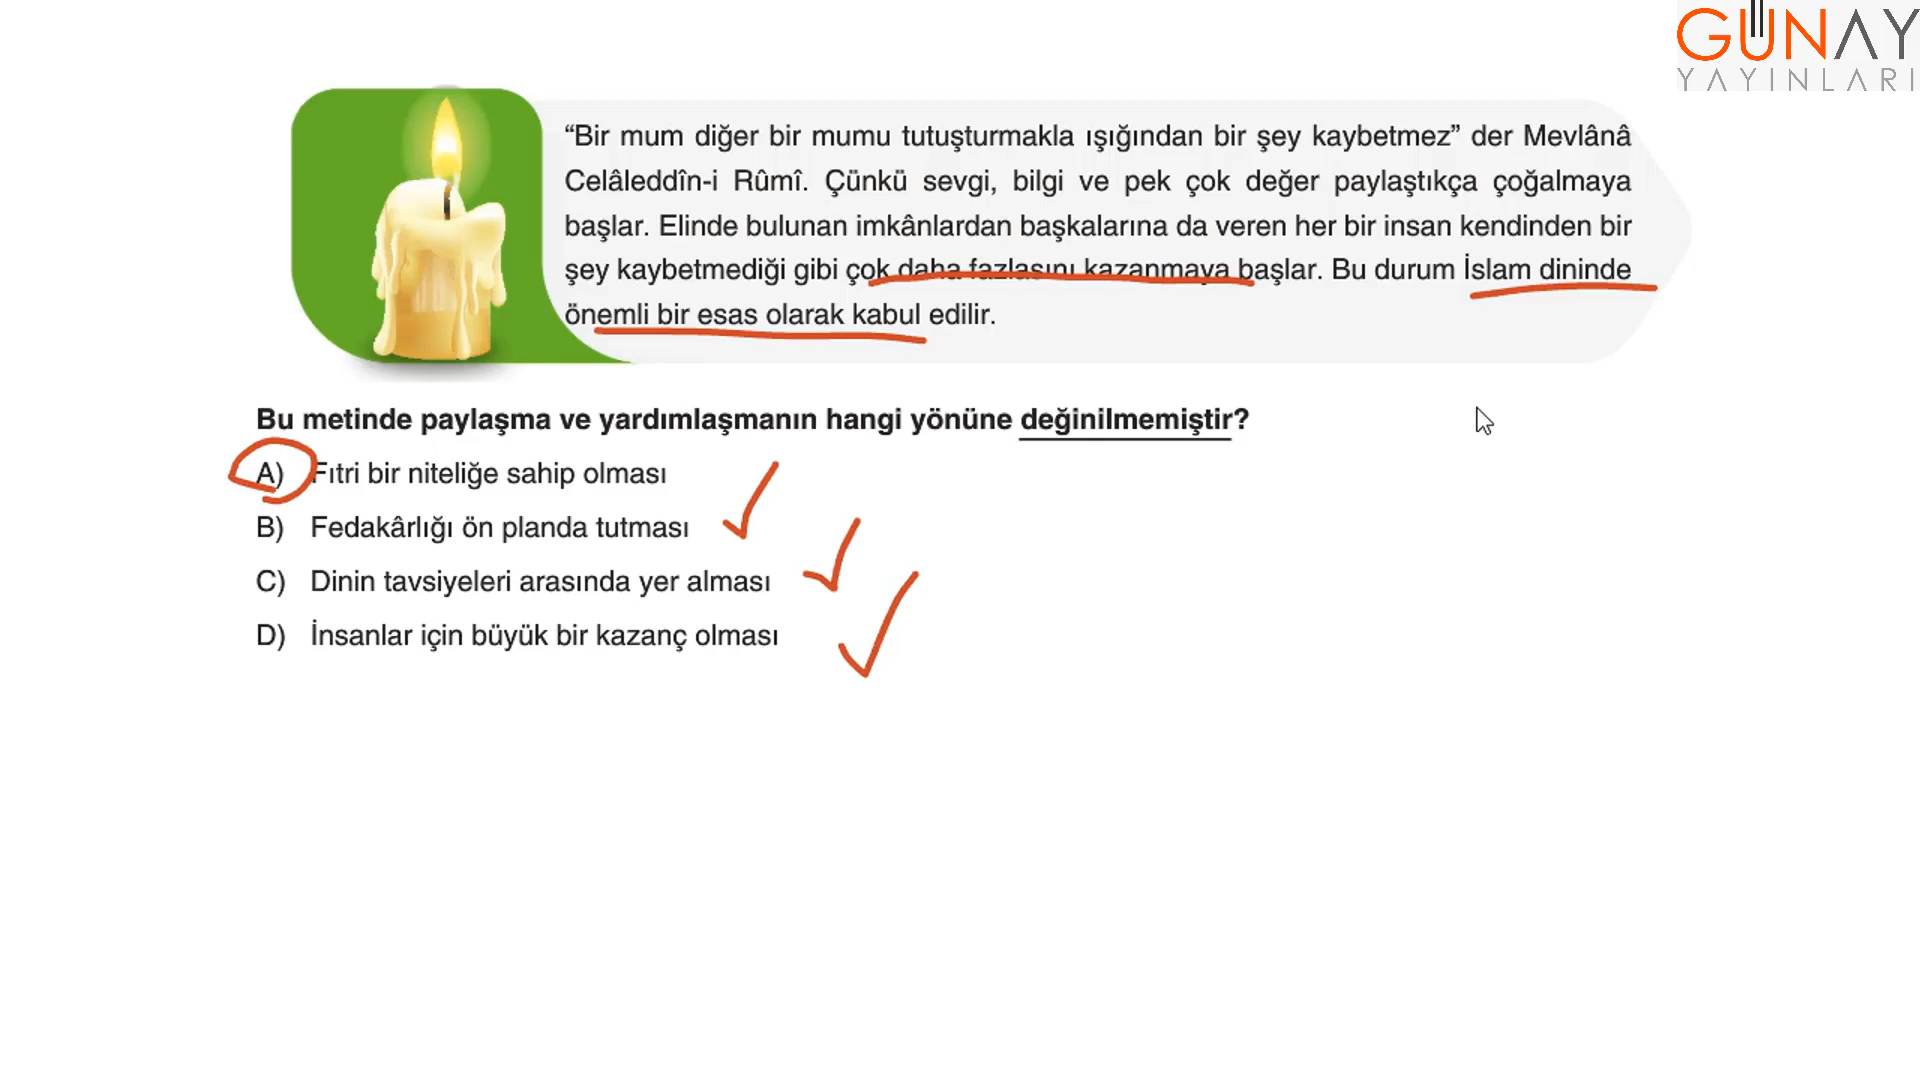 GÜNAY
YAYINLARI
“Bir mum diğer bir mumu tutuşturmakla ışığından bir şey kaybetmez” der Mevlânâ
Celâleddîn-i Rûmî. Çünkü sevgi, bilgi ve pek çok değer paylaştıkça çoğalmaya
başlar. Elinde bulunan imkânlardan başkalarına da veren her bir insan kendinden bir
şey kaybetmediği gibi çok daha fazlasını kazanmaya başlar. Bu durum İslam dininde
önemli bir esas olarak kabul edilir.
Bu metinde paylaşma ve yardımlaşmanın hangi yönüne değinilmemiştir?
A) Fıtri bir niteliğe sahip olması
B) Fedakârlığı ön planda tutması
C) Dinin tavsiyeleri arasında yer alması
D) İnsanlar için büyük bir kazanç olması